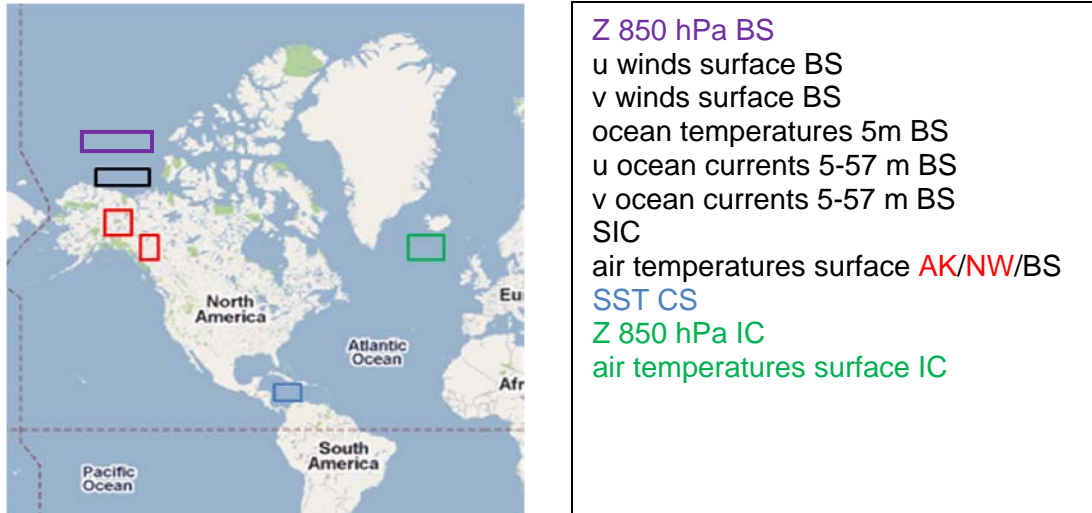 North
America
Atlantic
Ocean
Eu
Afr
South
America
Pacific
Ocean
Z 850 hPa BS
u winds surface BS
v winds surface BS
ocean temperatures 5m BS
u ocean currents 5-57 m BS
v ocean currents 5-57 m BS
SIC
air temperatures surface AK/NW/BS
SST CS
Z 850 hPa IC
air temperatures surface IC